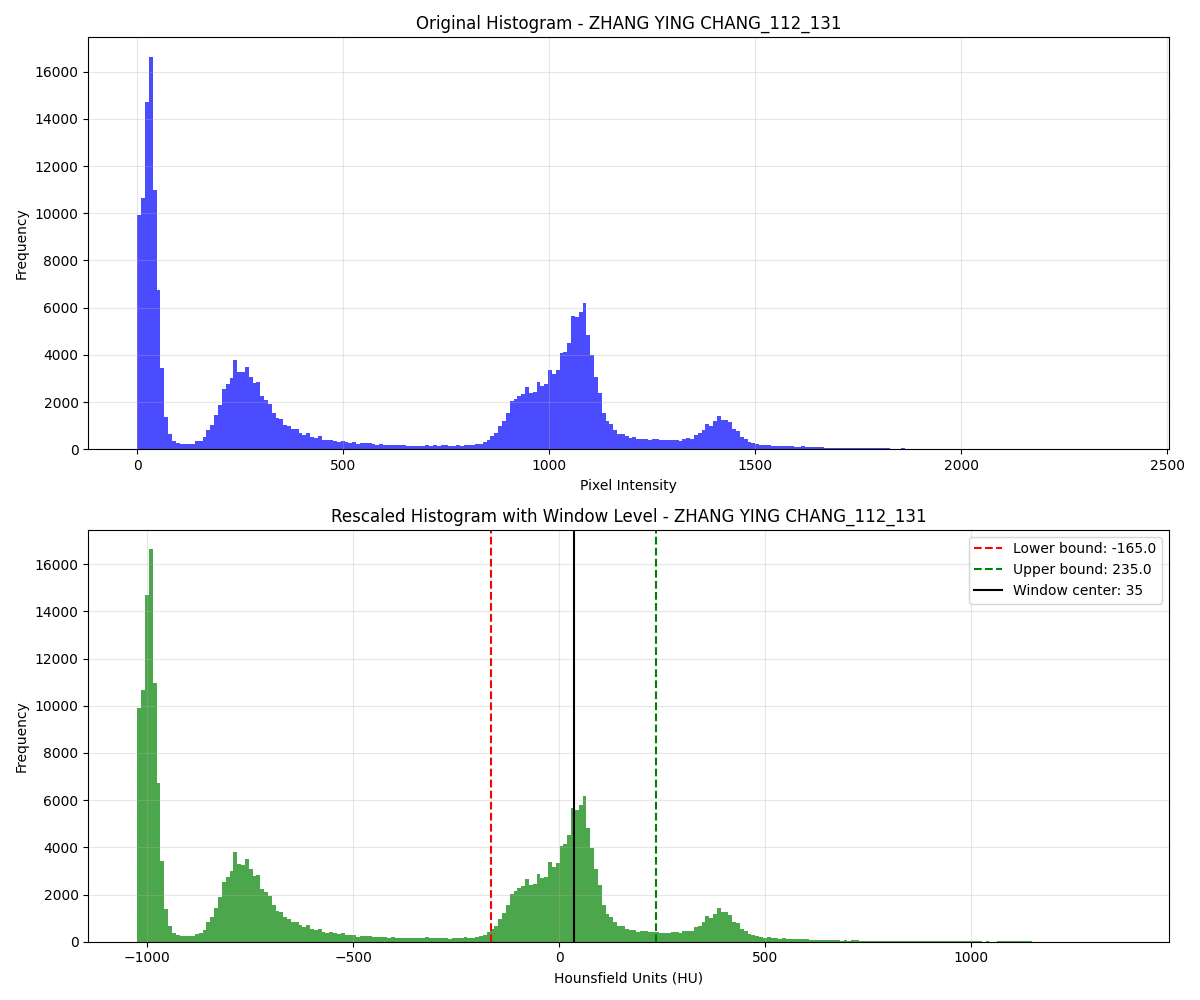 Original Histogram - ZHANG YING CHANG_112_131
Frequency
16000
14000
12000
10000
8000
6000
4000
2000
0
0 500 1000 1500 2000 2500
Pixel Intensity
Rescaled Histogram with Window Level - ZHANG YING CHANG_112_131
Lower bound: -165.0
Upper bound: 235.0
Window center: 35
Frequency
16000
14000
12000
10000
8000
6000
4000
2000
0
−1000 −500 0 500 1000
Hounsfield Units (HU)